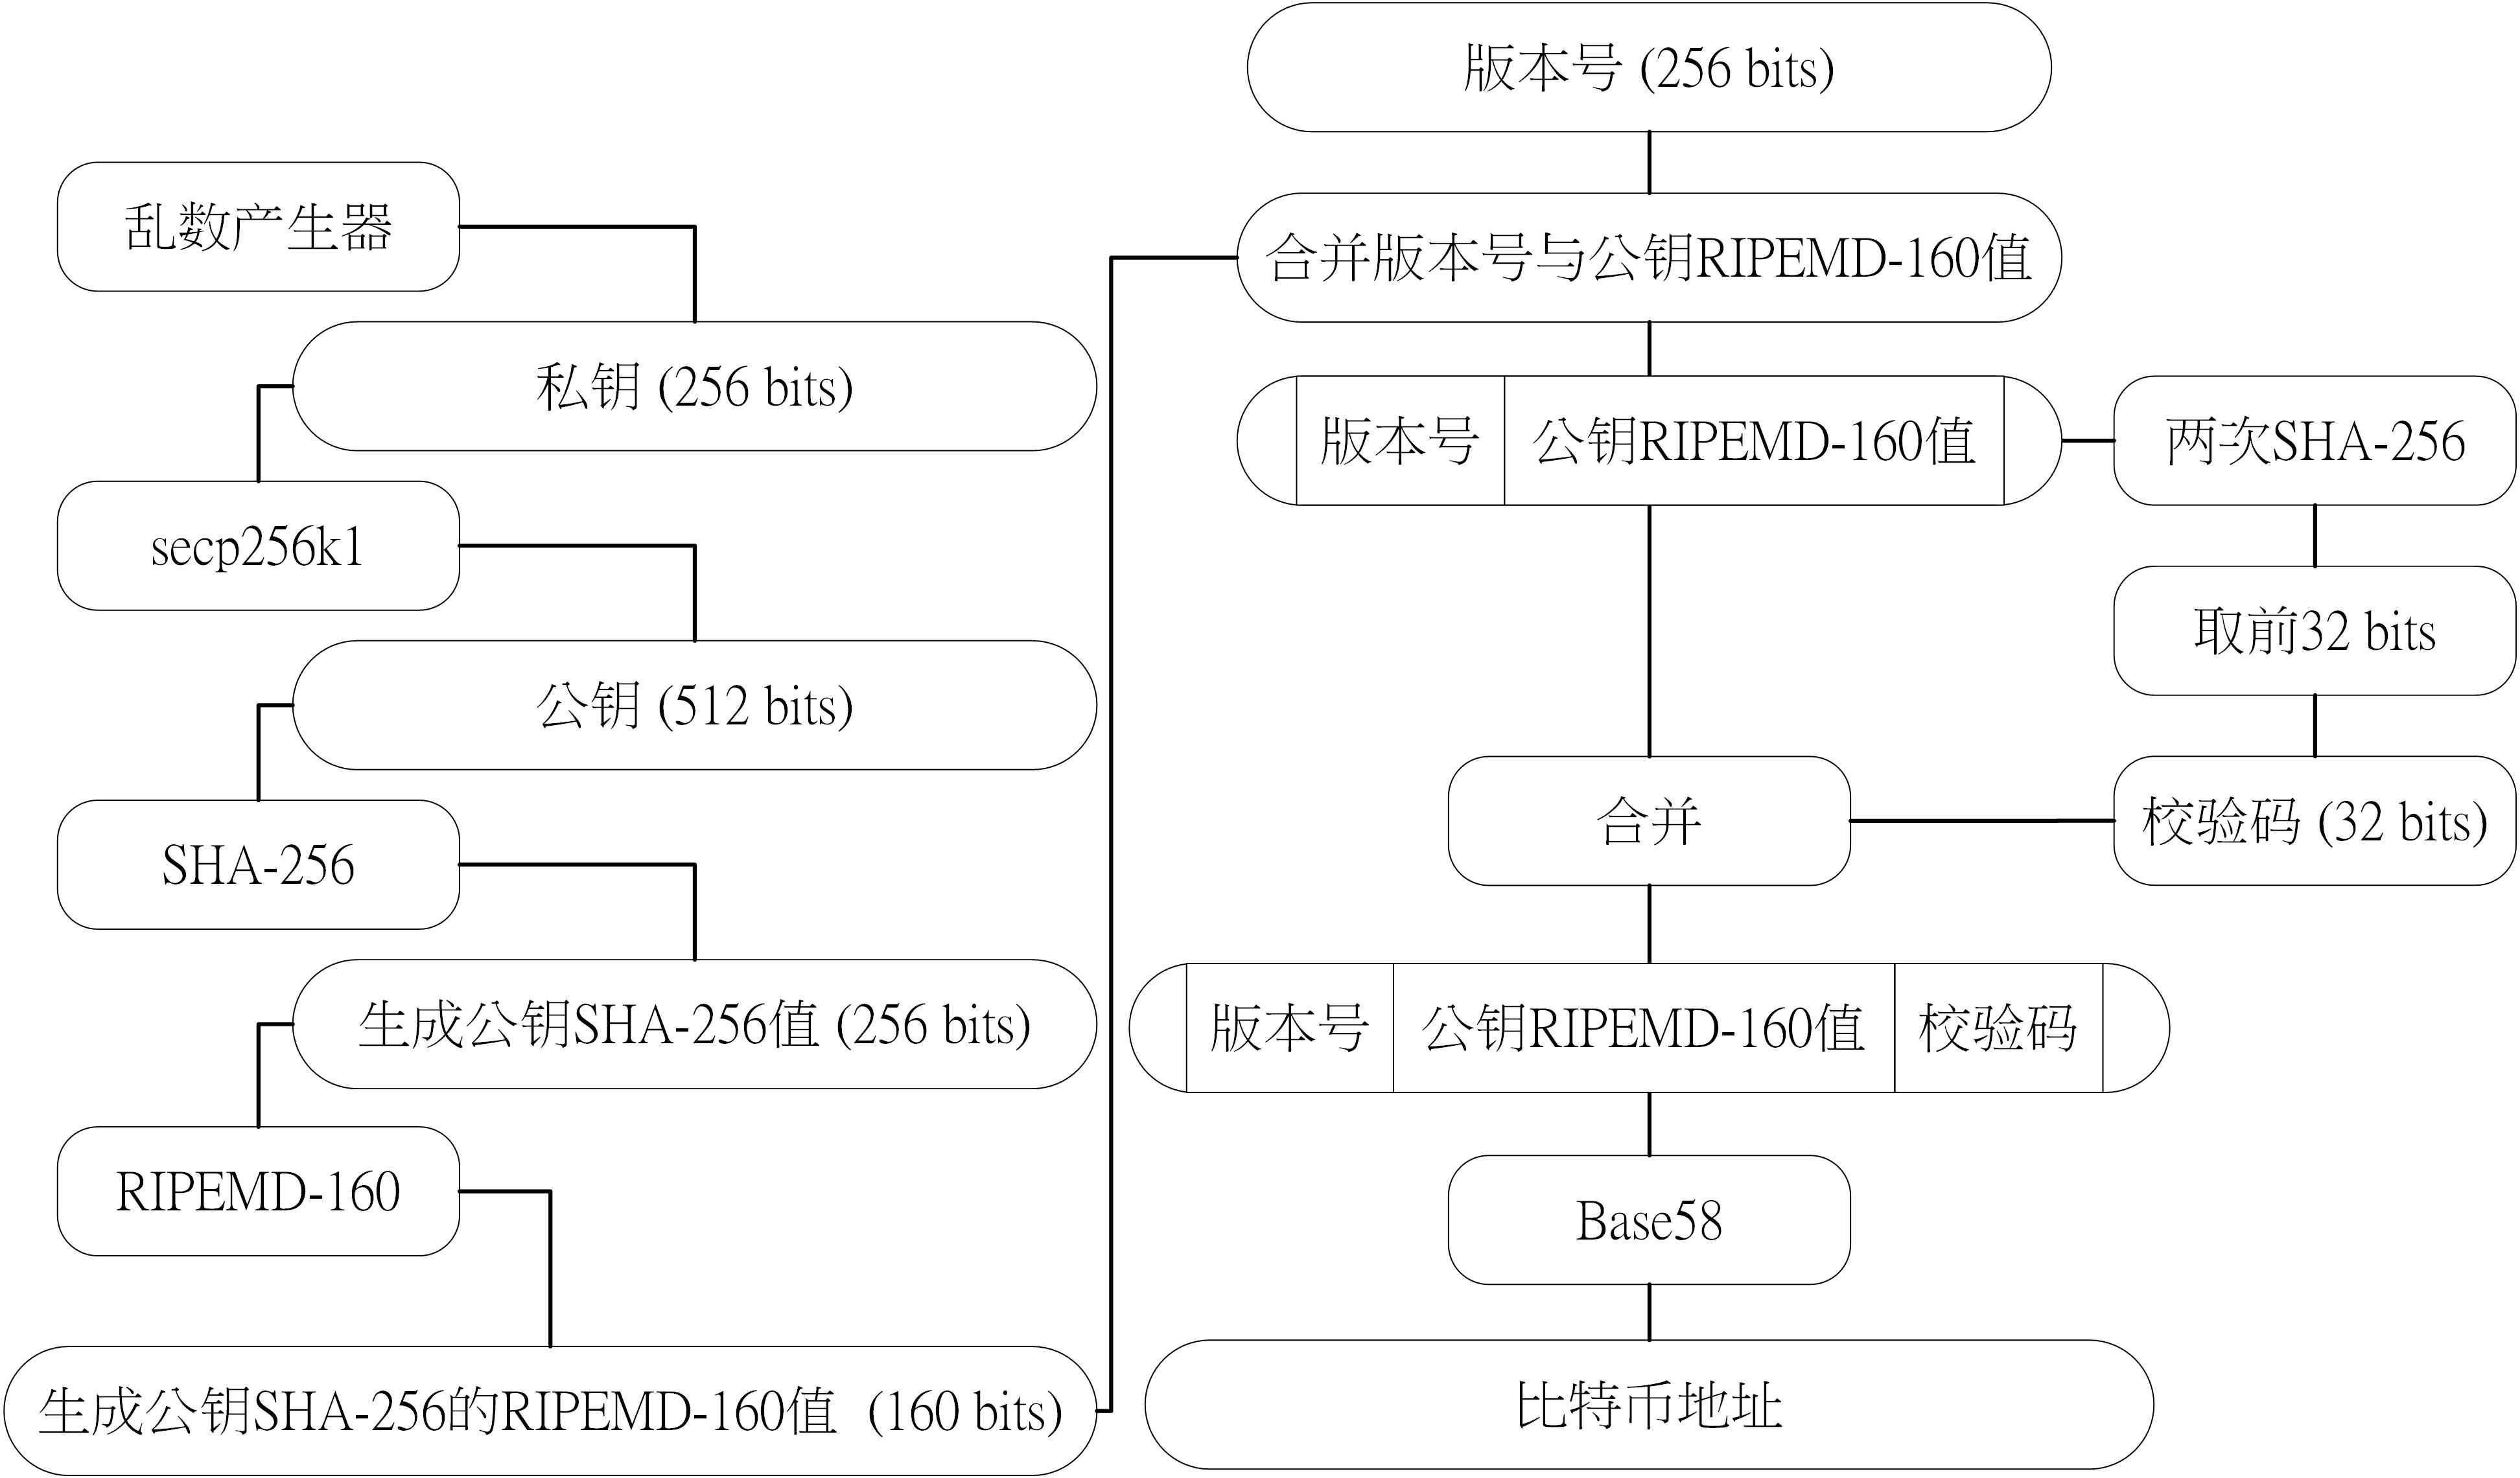 乱数产生器
私钥 (256 bits)
secp256k1
公钥 (512 bits)
SHA-256
生成公钥SHA-256值 (256 bits)
RIPEMD-160
生成公钥SHA-256的RIPEMD-160值 (160 bits)
版本号 (256 bits)
合并版本号与公钥RIPEMD-160值
版本号 公钥RIPEMD-160值
两次SHA-256
取前32 bits
校验码 (32 bits)
合并
版本号 公钥RIPEMD-160值 校验码
Base58
比特币地址